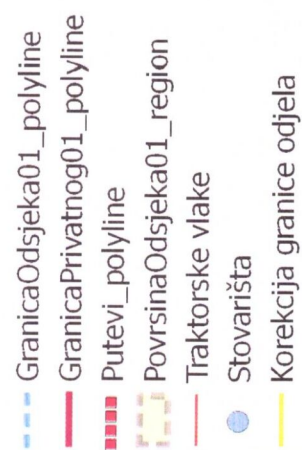 GranicaOdsjeka01_polyline
GranicaPrivatnog01_polyline
Putevi_polyline
PovrsinaOdsjeka01_region
Traktorske vlake
Stovarišta
Korekcija granice odjela